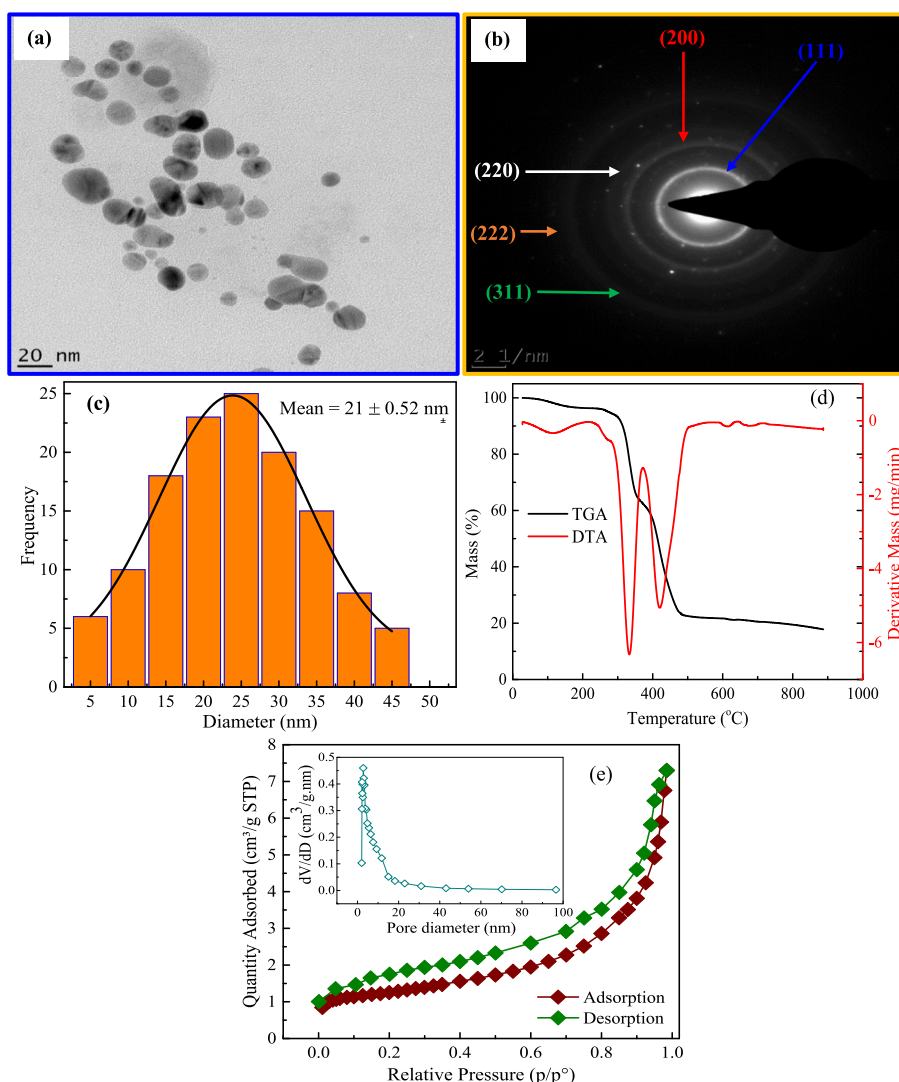 (a)
20 nm
(b)
(200)
(111)
(220)
(222)
(311)
2 1/nm
(c)
Mean = 21 ± 0.52 nm
±
Frequency
25
20
15
10
5
0
5 10 15 20 25 30 35 40 45 50
Diameter (nm)
(d)
Mass (%)
100
80
60
40
20
0
TGA
DTA
0
-2
-4
-6
Derivative Mass (mg/min)
0 200 400 600 800 1000
Temperature (°C)
(e)
Quantity Adsorbed (cm³/g STP)
8
7
6
5
4
3
2
1
0
dV/dD (cm³/g.nm)
0.5
0.4
0.3
0.2
0.1
0.0
0 20 40 60 80 100
Pore diameter (nm)
Adsorption
Desorption
0.0 0.2 0.4 0.6 0.8 1.0
Relative Pressure (p/p°)